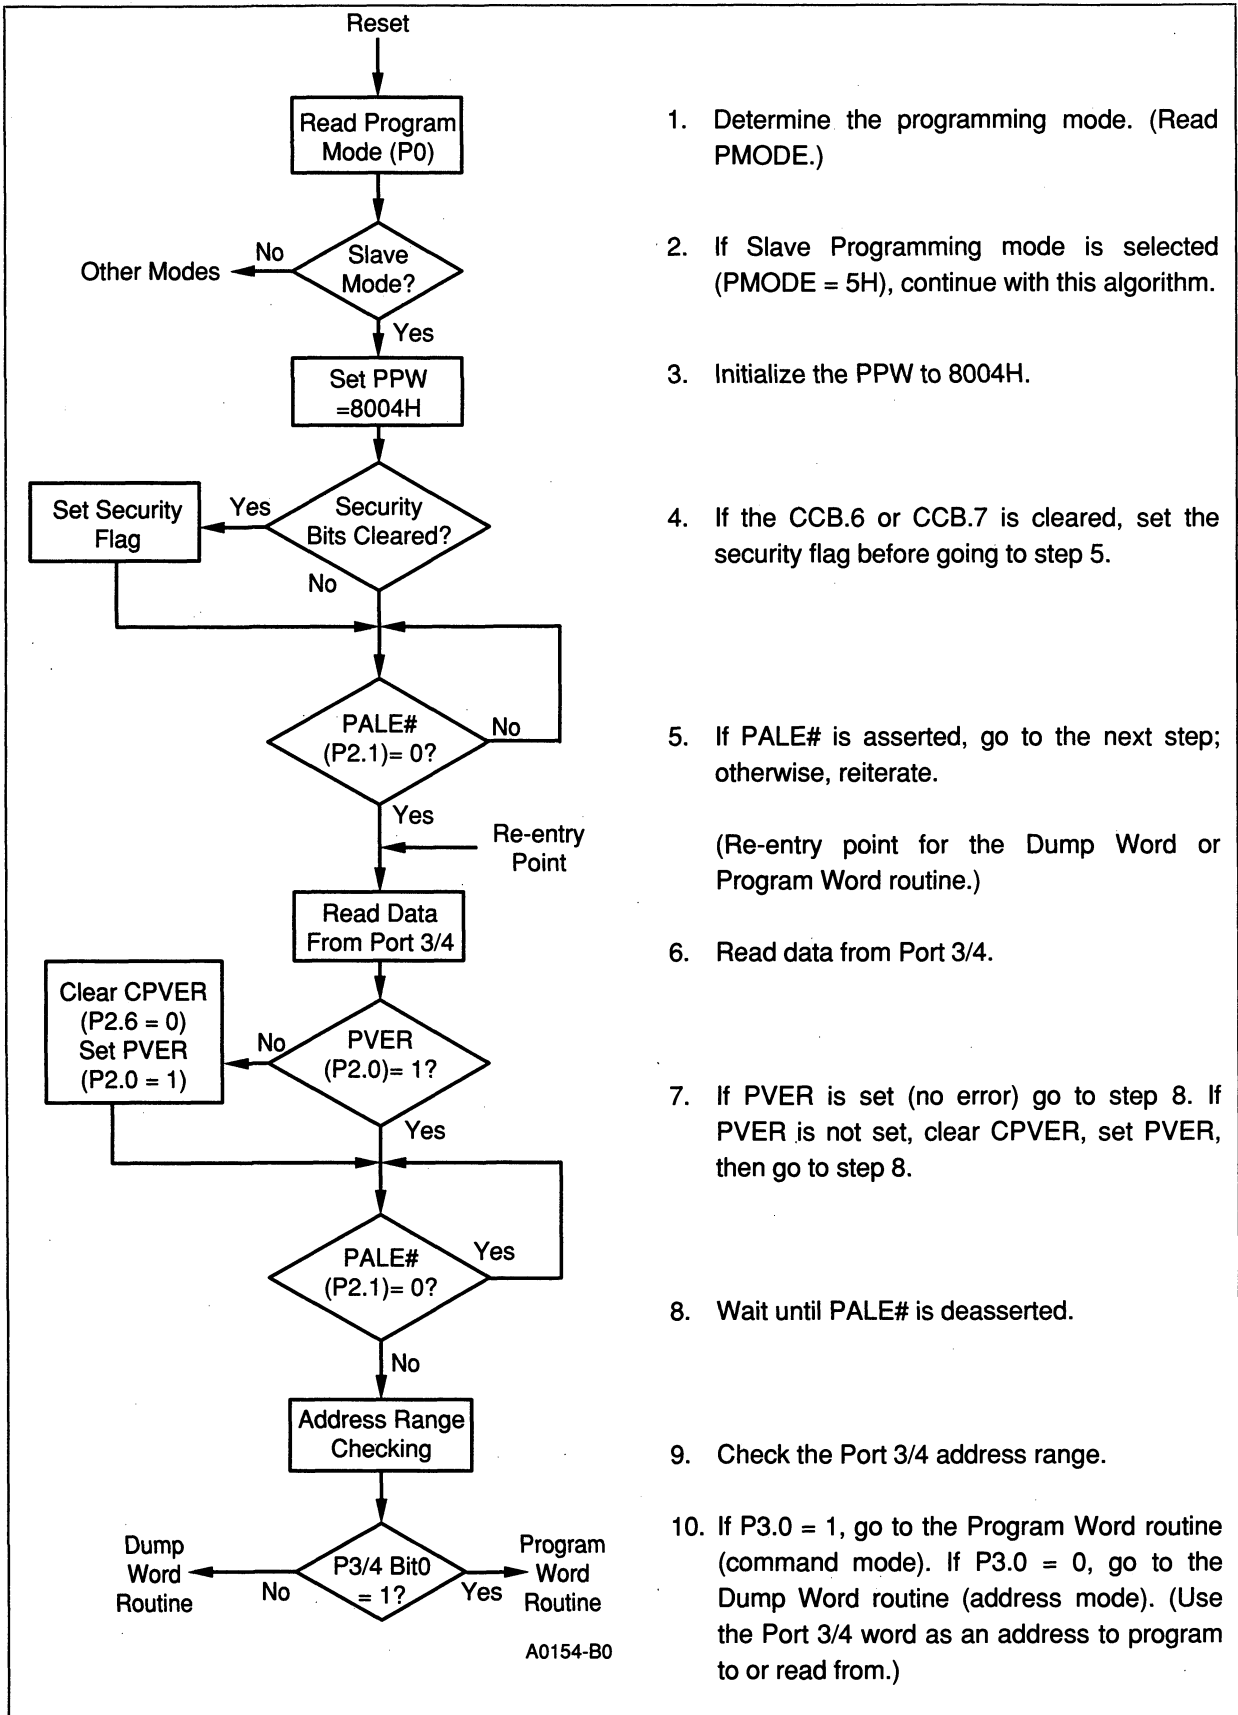 Reset
Read Program
Mode (P0)
Slave
Mode?
No
Other Modes
Yes
Set PPW
=8004H
Security
Bits Cleared?
Yes
Set Security
Flag
No
PALE#
(P2.1)= 0?
No
Yes
Re-entry
Point
Read Data
From Port 3/4
PVER
(P2.0)= 1?
No
Clear CPVER
(P2.6 = 0)
Set PVER
(P2.0 = 1)
Yes
PALE#
(P2.1)= 0?
Yes
No
Address Range
Checking
P3/4 Bit0
= 1?
No
Dump
Word
Routine
Yes
Program
Word
Routine
A0154-B0
1. Determine the programming mode. (Read
PMODE.)
2. If Slave Programming mode is selected
(PMODE = 5H), continue with this algorithm.
3. Initialize the PPW to 8004H.
4. If the CCB.6 or CCB.7 is cleared, set the
security flag before going to step 5.
5. If PALE# is asserted, go to the next step;
otherwise, reiterate.
(Re-entry point for the Dump Word or
Program Word routine.)
6. Read data from Port 3/4.
7. If PVER is set (no error) go to step 8. If
PVER is not set, clear CPVER, set PVER,
then go to step 8.
8. Wait until PALE# is deasserted.
9. Check the Port 3/4 address range.
10. If P3.0 = 1, go to the Program Word routine
(command mode). If P3.0 = 0, go to the
Dump Word routine (address mode). (Use
the Port 3/4 word as an address to program
to or read from.)